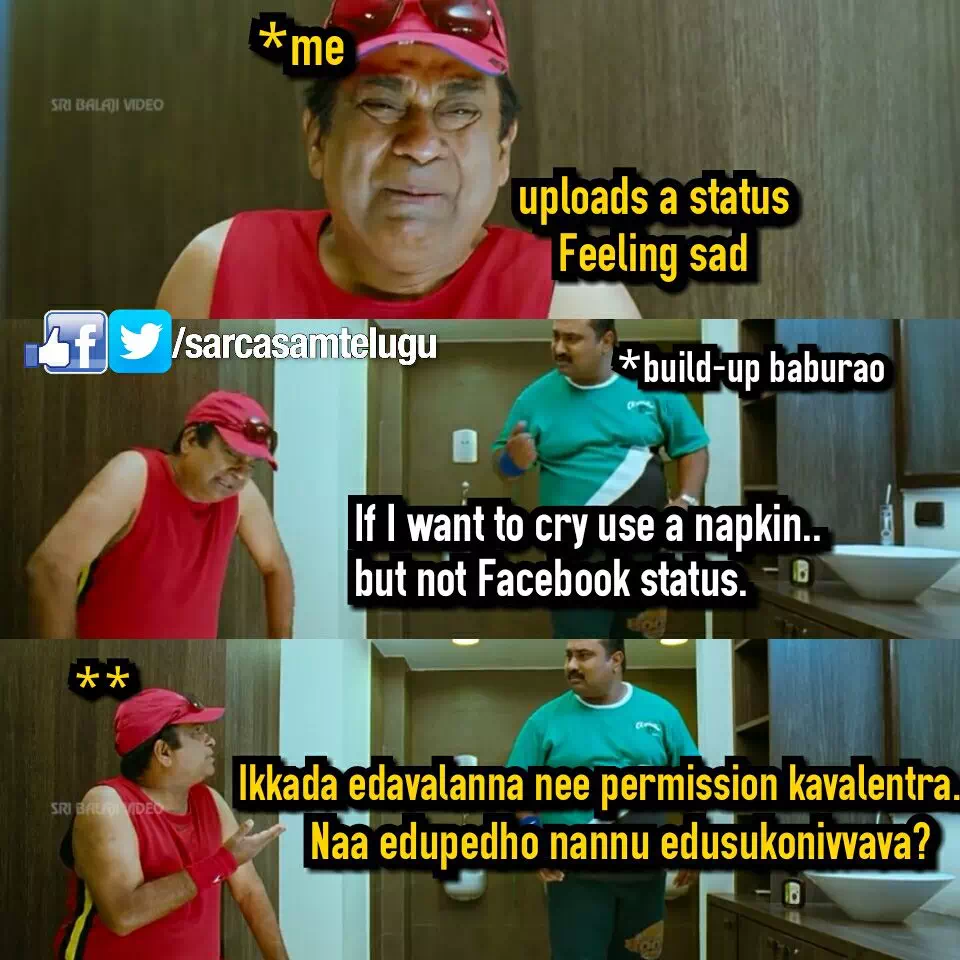 *me
SRI BALAJI VIDEO
uploads a status
Feeling sad
f /sarcasamtelugu
*build-up baburao
If I want to cry use a napkin..
but not Facebook status.
**
Ikkada edavalanna nee permission kavalentra.
SRI BALAJI VIDEO
Naa edupedho nannu edusukonivvava?